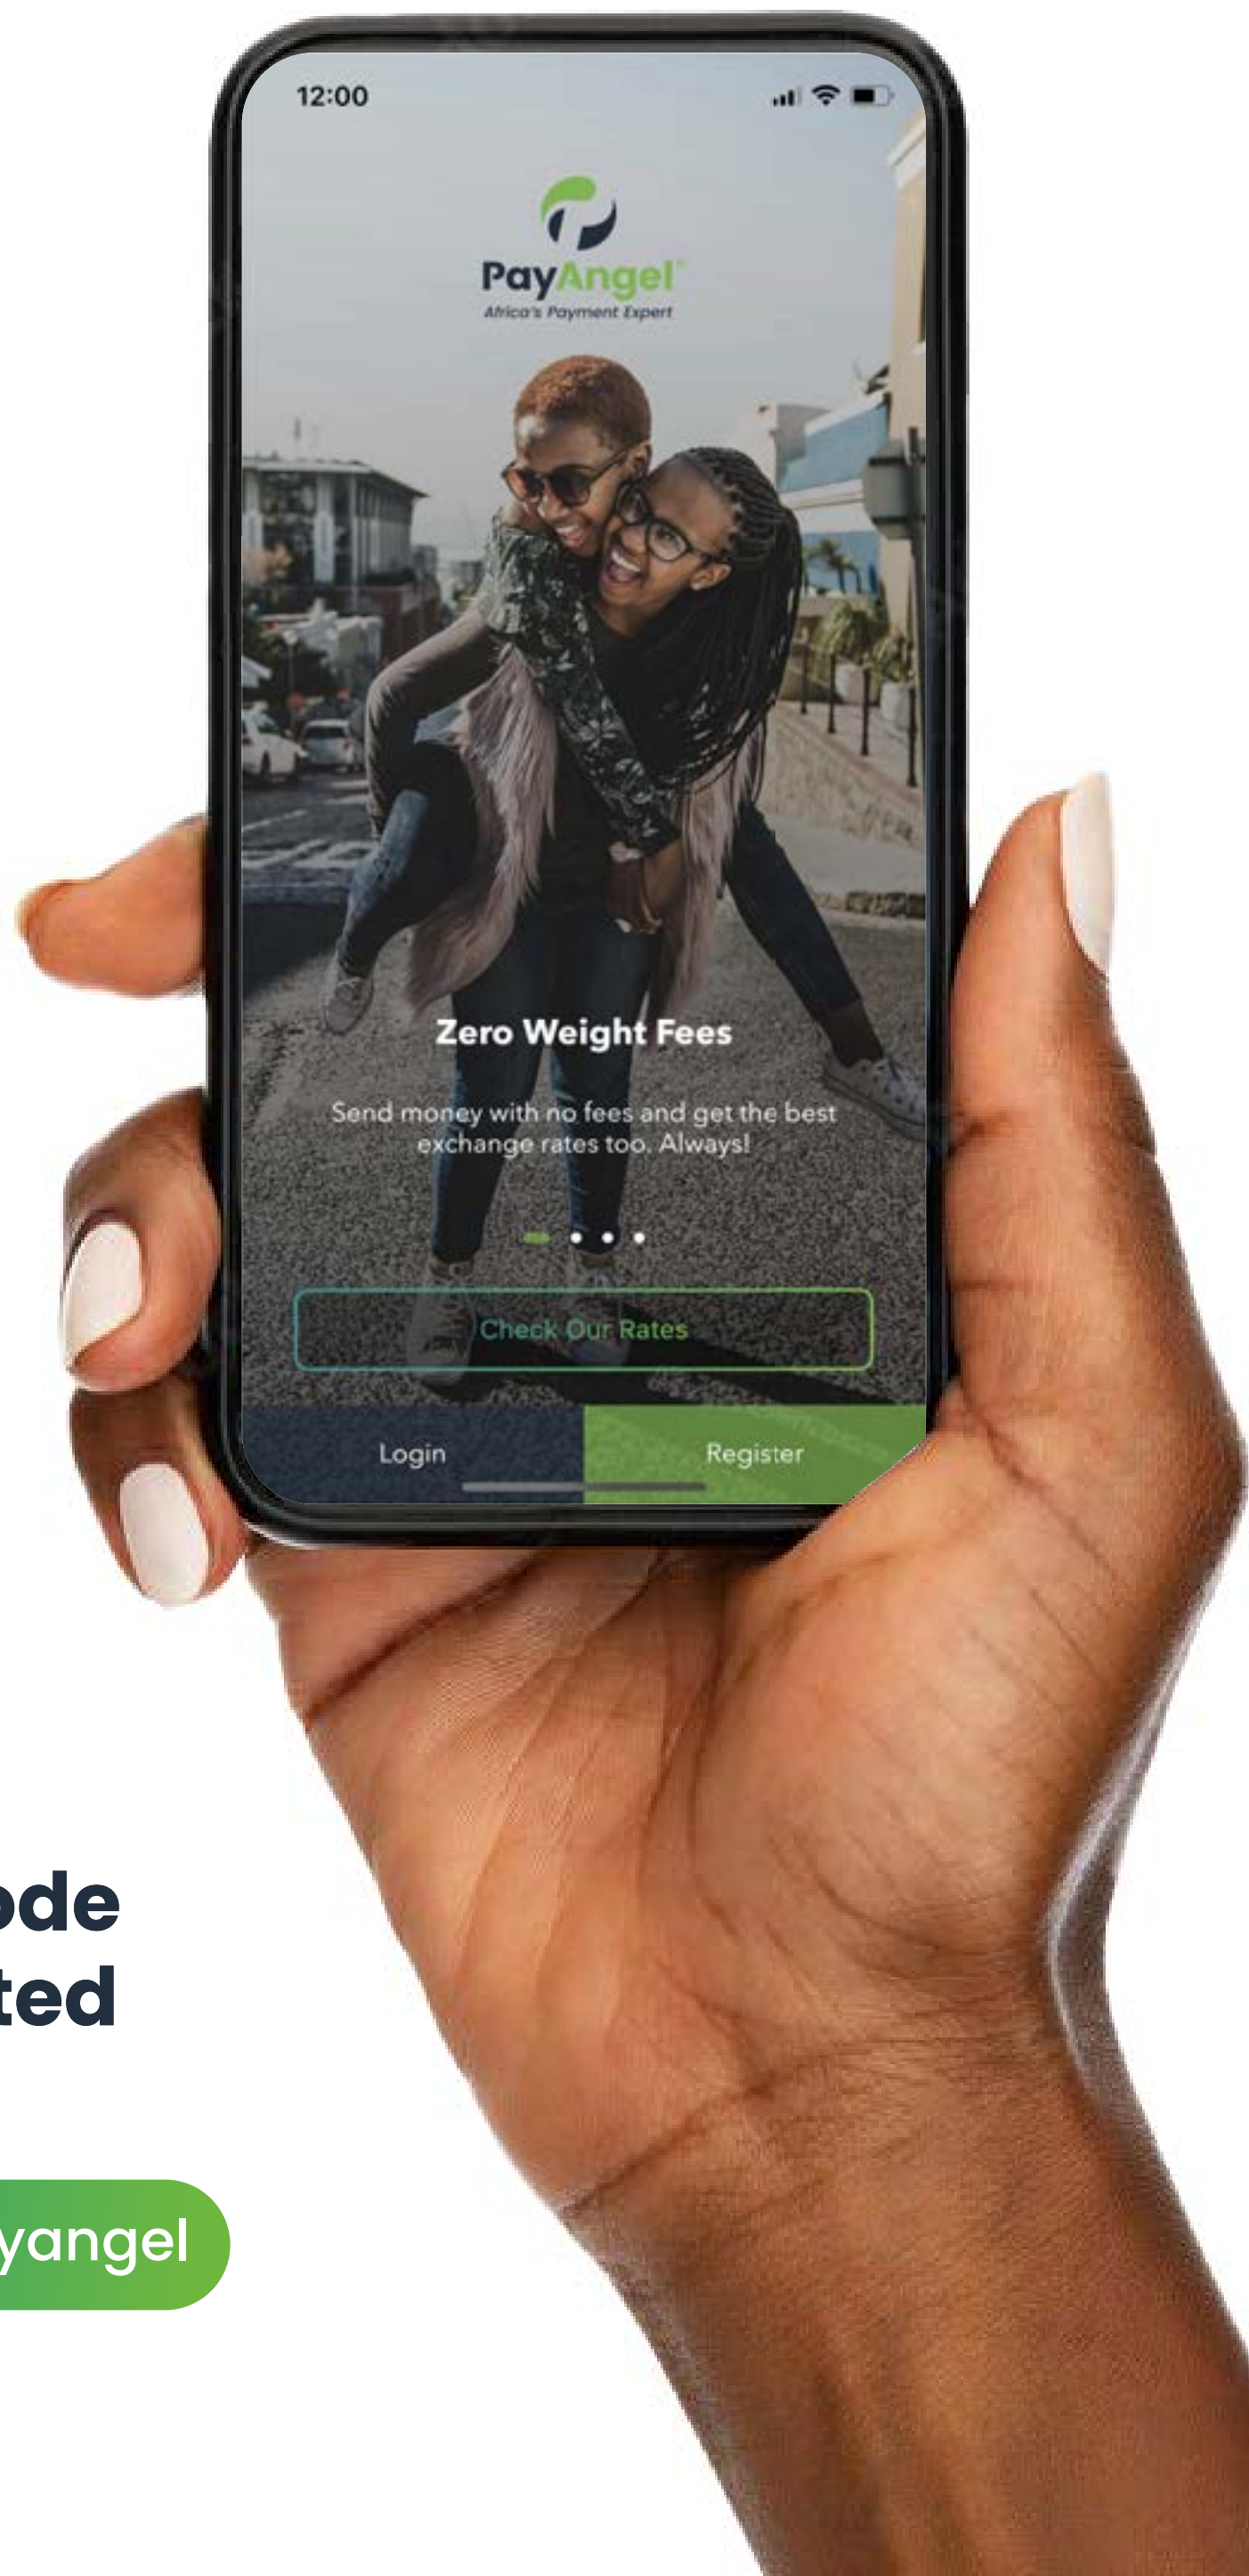 12:00
PayAngel
Africa's Payment Expert
Zero Weight Fees
Send money with no fees and get the best
exchange rates too. Always!
Check Our Rates
Login Register
ode
ted
yangel